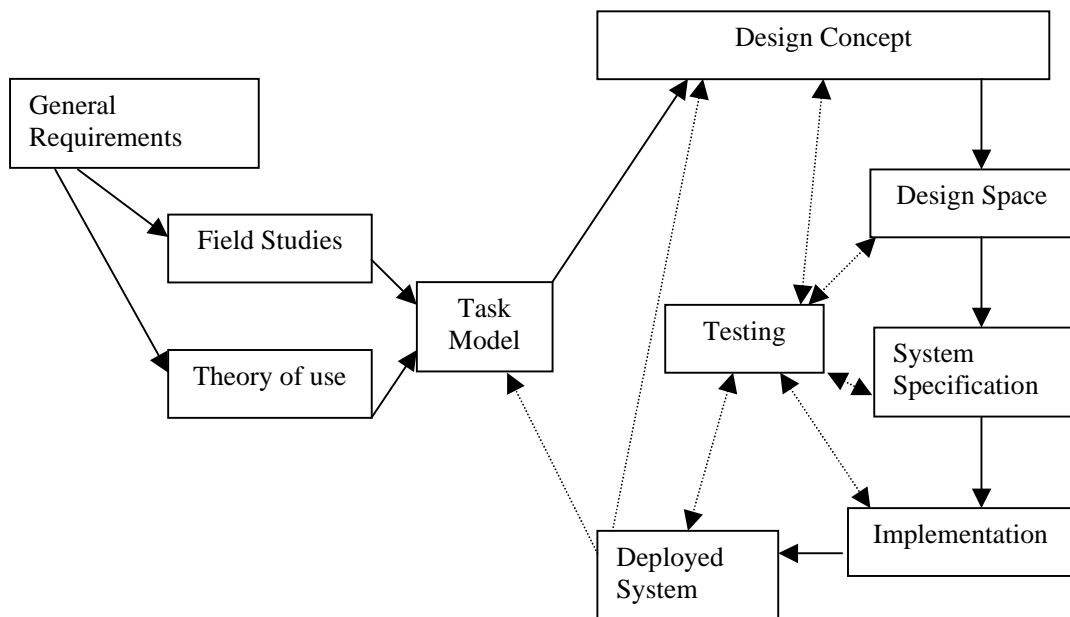 Design Concept
General
Requirements
Design Space
Field Studies
Task
Model
Testing
System
Specification
Theory of use
Implementation
Deployed
System